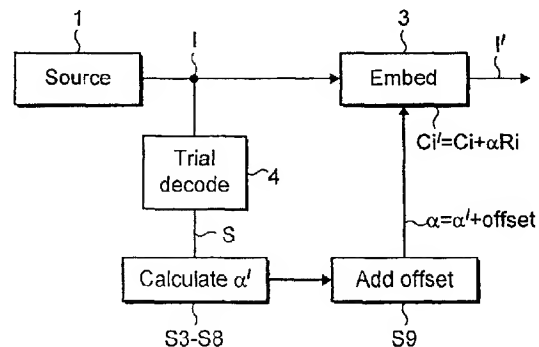 1
I
3
I'
Source
Embed
Ci'=Ci+αRi
Trial
decode
4
S
α=α'+offset
Calculate α'
Add offset
S3-S8
S9